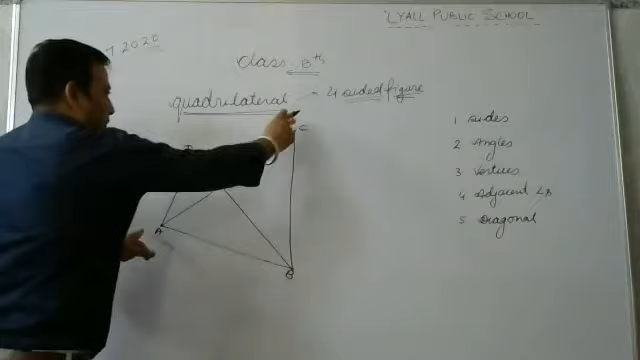 LYALL PUBLIC SCHOOL
2020
Class 8th
quadrilateral → 4 sided figure
1 sides
2 Angles
3 Vertices
4 Adjacent ∠s
5 Diagonal
C
A
B